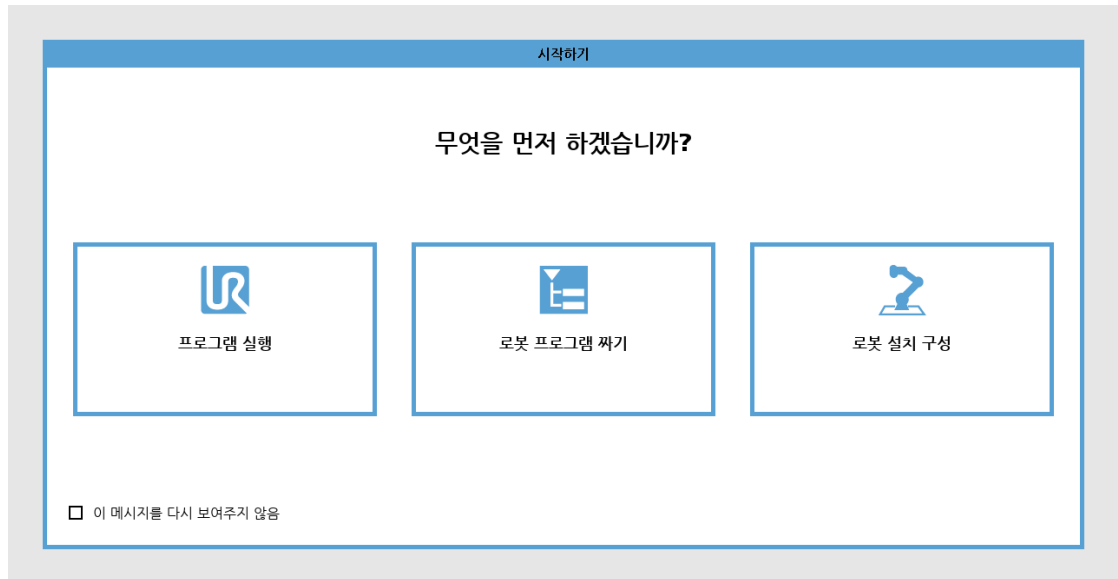 시작하기
무엇을 먼저 하겠습니까?
프로그램 실행
로봇 프로그램 짜기
로봇 설치 구성
이 메시지를 다시 보여주지 않음